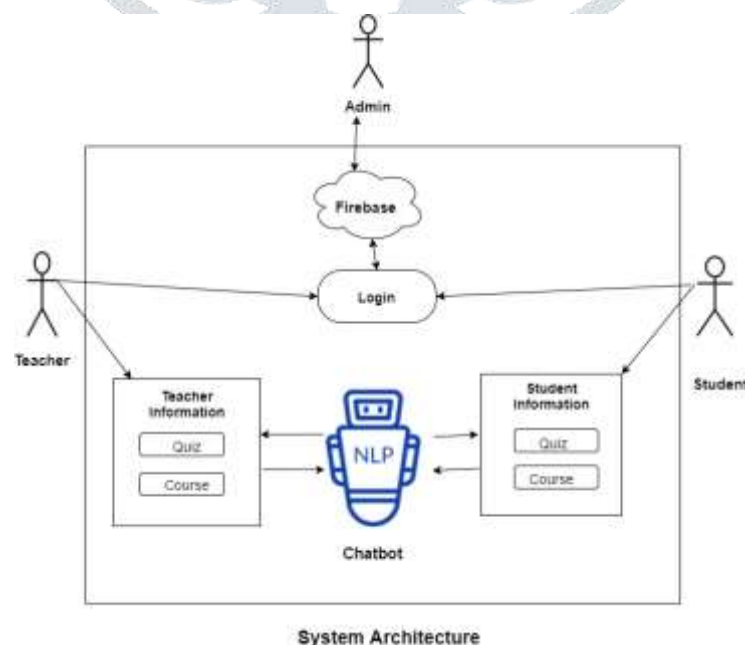 Admin
Firebase
Login
Teacher
Student
Teacher
Information
Quiz
Course
NLP
Chatbot
Student
Information
Quiz
Course
System Architecture